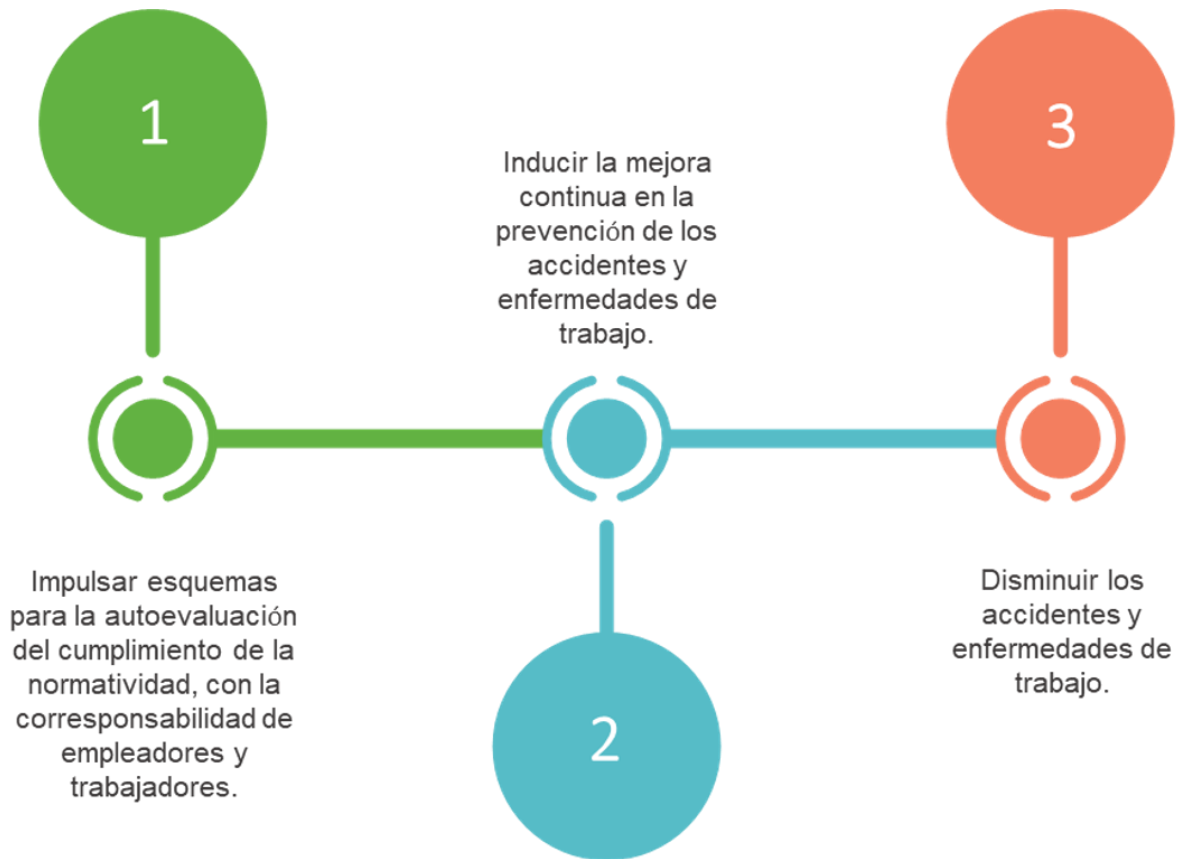 1
Impulsar esquemas
para la autoevaluación
del cumplimiento de la
normatividad, con la
corresponsabilidad de
empleadores y
trabajadores.
Inducir la mejora
continua en la
prevención de los
accidentes y
enfermedades de
trabajo.
2
3
Disminuir los
accidentes y
enfermedades de
trabajo.